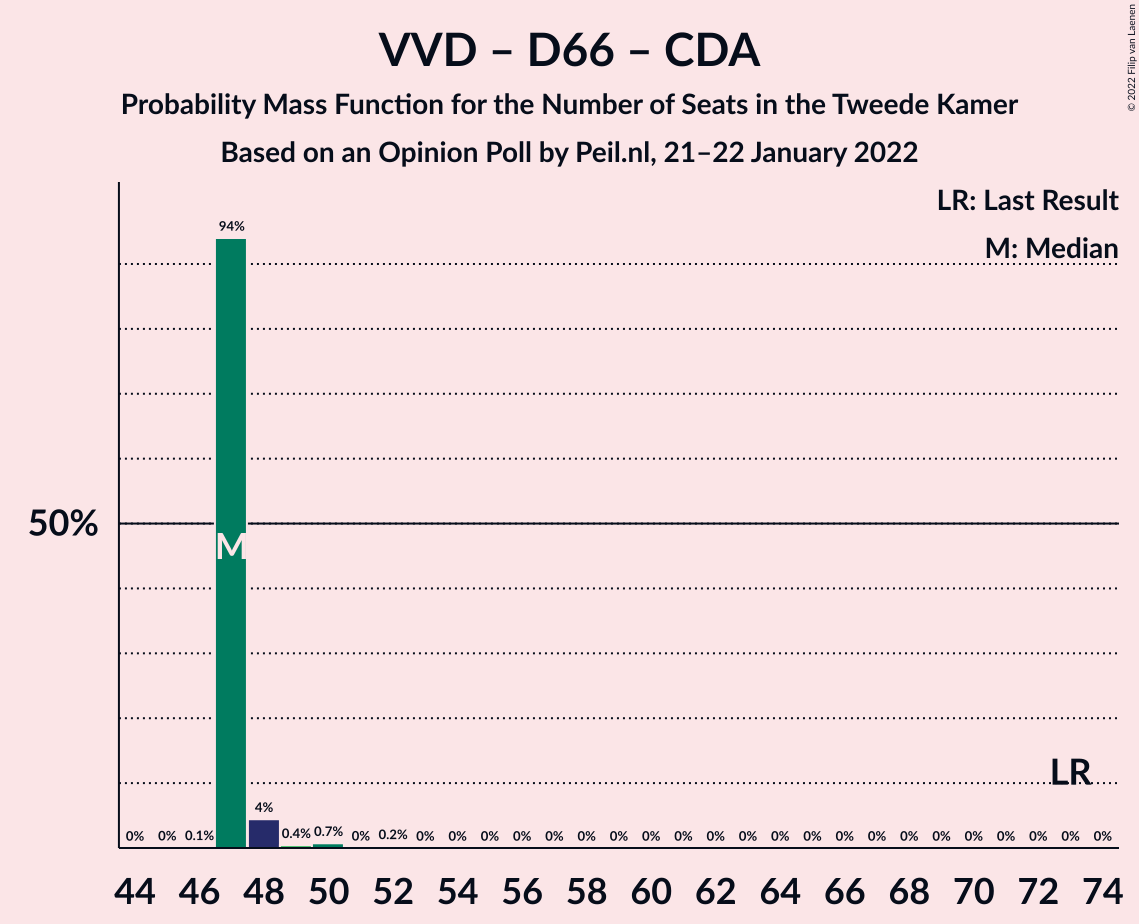 VVD – D66 – CDA
Probability Mass Function for the Number of Seats in the Tweede Kamer
Based on an Opinion Poll by Peil.nl, 21–22 January 2022
© 2022 Filip van Laenen
LR: Last Result
M: Median
94%
50%
M
LR
4%
0% 0% 0.1% 0.4% 0.7% 0% 0.2% 0% 0% 0% 0% 0% 0% 0% 0% 0% 0% 0% 0% 0% 0% 0% 0% 0% 0% 0% 0% 0% 0%
44 46 48 50 52 54 56 58 60 62 64 66 68 70 72 74